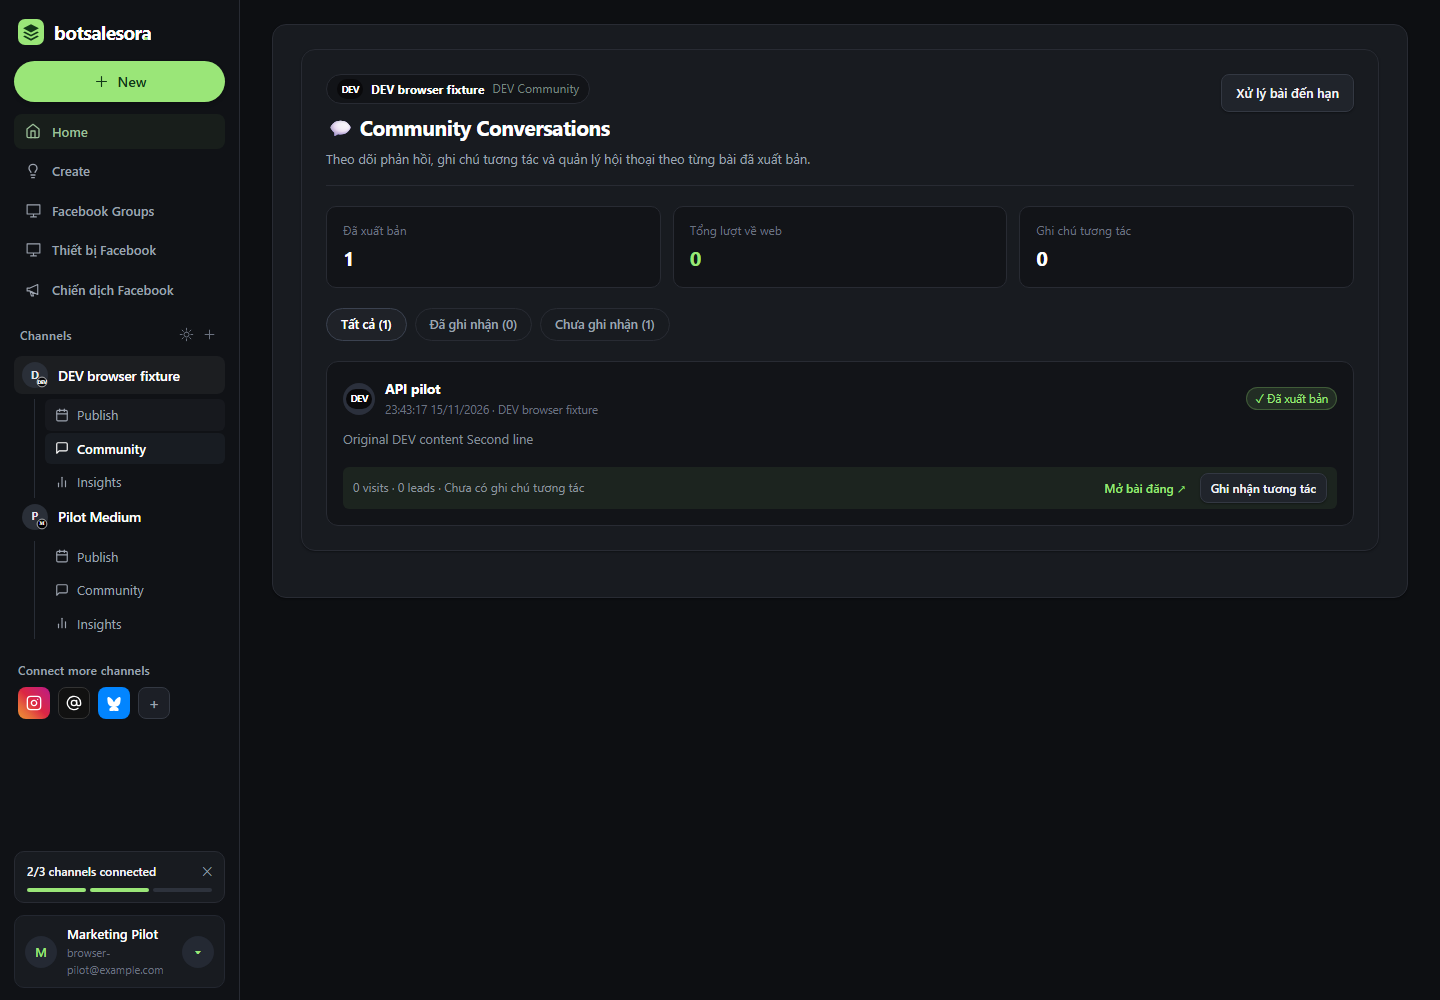 botsalesora
+ New
Home
Create
Facebook Groups
Thiết bị Facebook
Chiến dịch Facebook
Channels
D DEV DEV browser fixture
Publish
Community
Insights
P M Pilot Medium
Publish
Community
Insights
Connect more channels
+
2/3 channels connected
M
Marketing Pilot
browser-
pilot@example.com
DEV DEV browser fixture DEV Community
Xử lý bài đến hạn
Community Conversations
Theo dõi phản hồi, ghi chú tương tác và quản lý hội thoại theo từng bài đã xuất bản.
Đã xuất bản
1
Tổng lượt về web
0
Ghi chú tương tác
0
Tất cả (1)
Đã ghi nhận (0)
Chưa ghi nhận (1)
DEV
API pilot
23:43:17 15/11/2026 · DEV browser fixture
✓ Đã xuất bản
Original DEV content Second line
0 visits · 0 leads · Chưa có ghi chú tương tác
Mở bài đăng ↗
Ghi nhận tương tác